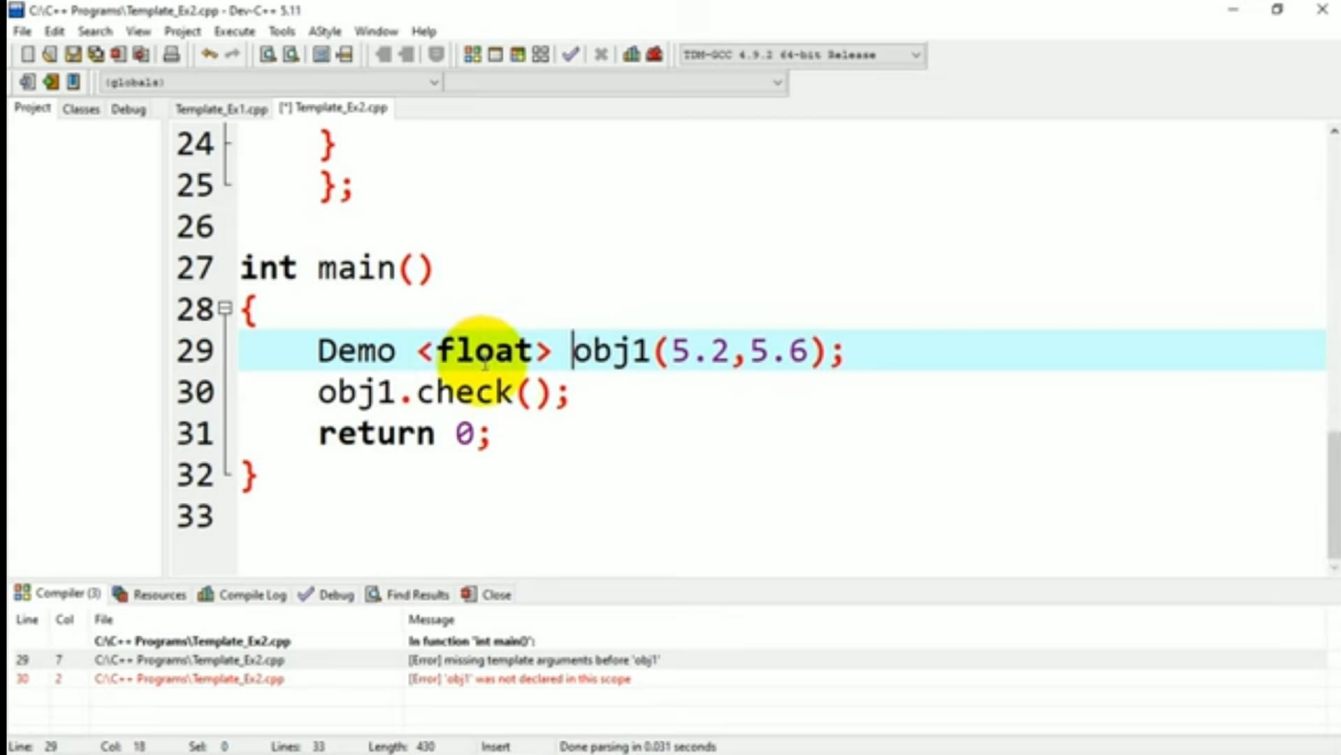 C:\C++ Programs\Template_Ex2.cpp - Dev-C++ 5.11
File Edit Search View Project Execute Tools AStyle Window Help
TDM-GCC 4.9.2 64-bit Release
(globals)
Project Classes Debug Template_Ex1.cpp [*] Template_Ex2.cpp
24 }
25 };
26
27 int main()
28 {
29 Demo <float> obj1(5.2,5.6);
30 obj1.check();
31 return 0;
32 }
33
Compiler (3) Resources Compile Log Debug Find Results Close
Line Col File Message
C:\C++ Programs\Template_Ex2.cpp In function 'int main()':
29 7 C:\C++ Programs\Template_Ex2.cpp [Error] missing template arguments before 'obj1'
30 2 C:\C++ Programs\Template_Ex2.cpp [Error] 'obj1' was not declared in this scope
Line: 29 Col: 18 Sel: 0 Lines: 33 Length: 430 Insert Done parsing in 0.031 seconds